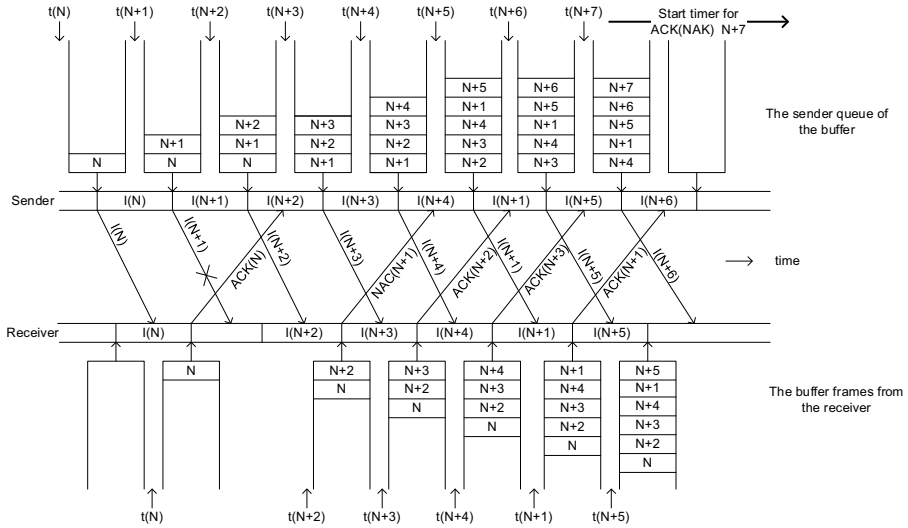 t(N) t(N+1) t(N+2) t(N+3) t(N+4) t(N+5) t(N+6) t(N+7) Start timer for
ACK(NAK) N+7
N+5 N+6 N+7
N+4 N+1 N+5 N+6
N+2 N+3 N+3 N+4 N+1 N+5
N+1 N+1 N+2 N+2 N+3 N+4 N+1
N N N N+1 N+1 N+2 N+3 N+4
The sender queue of
the buffer
Sender I(N) I(N+1) I(N+2) I(N+3) I(N+4) I(N+1) I(N+5) I(N+6)
I(N) I(N+1) ACK(N) I(N+2) I(N+3) NAC(N+1) I(N+4) ACK(N+2) I(N+1) ACK(N+3) I(N+5) ACK(N+1) I(N+6)
time
Receiver I(N) I(N+2) I(N+3) I(N+4) I(N+1) I(N+5)
N N+2 N+3 N+4 N+1 N+5
N N+2 N+3 N+4 N+1
N N+2 N+3 N+4
N N+2 N+3
N N+2
N
The buffer frames from
the receiver
t(N) t(N+2) t(N+3) t(N+4) t(N+1) t(N+5)